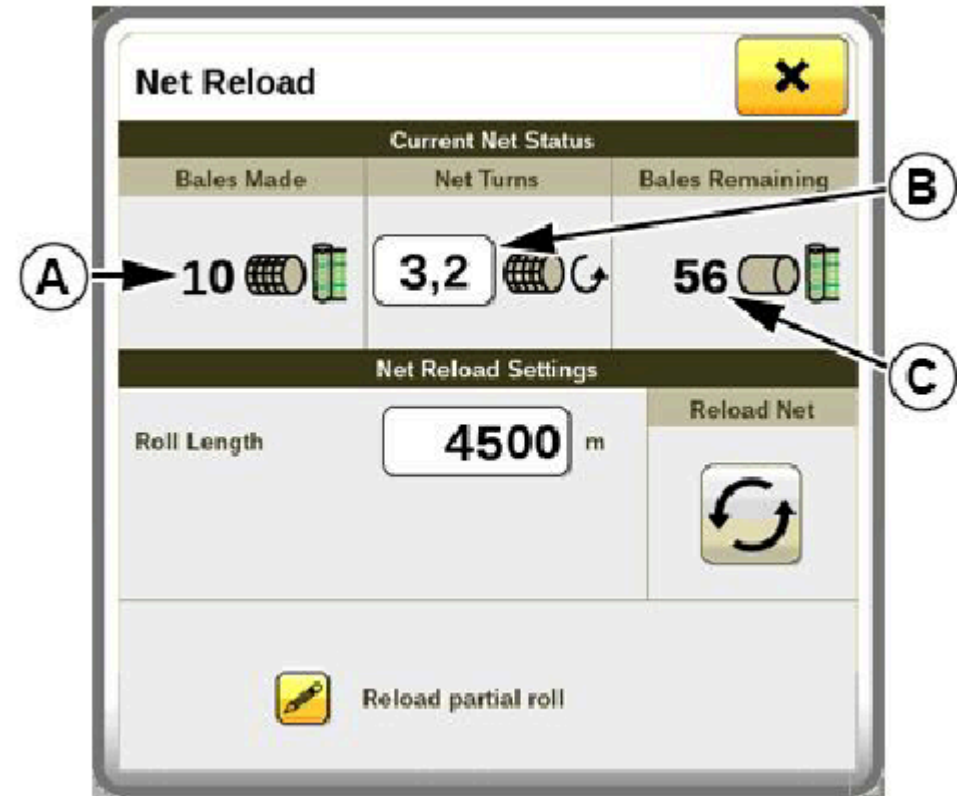 Net Reload
Current Net Status
Bales Made Net Turns Bales Remaining
B
A 10 3,2 56
C
Net Reload Settings
Reload Net
Roll Length 4500 m
Reload partial roll